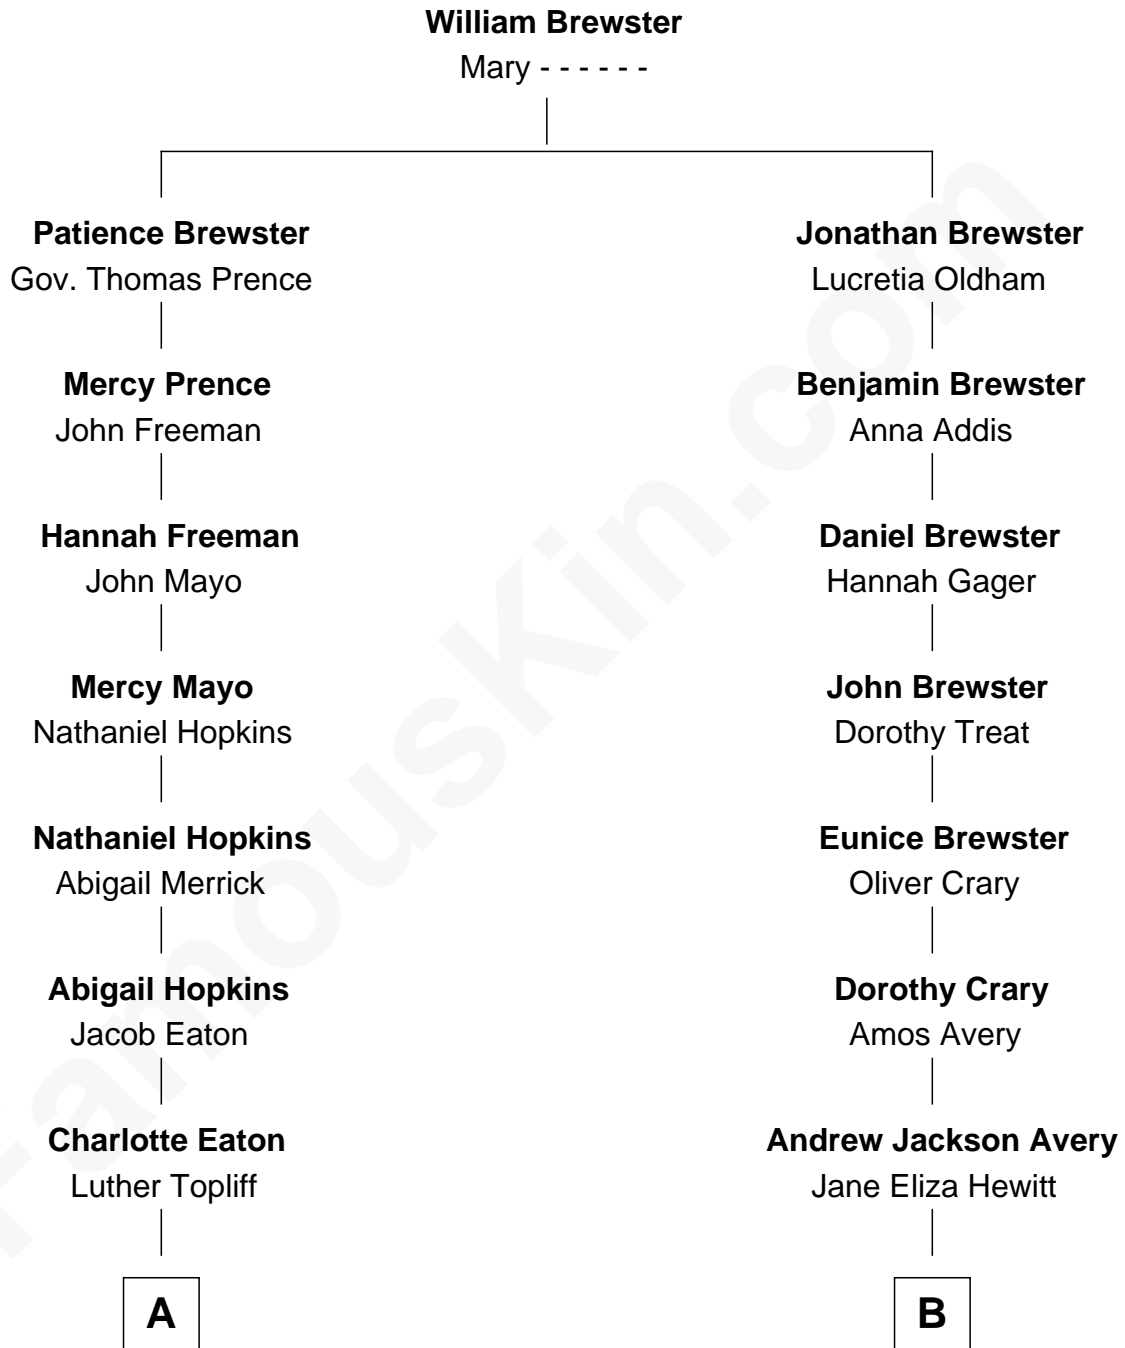 William Brewster
Mary - - - - - -
Patience Brewster
Gov. Thomas Prence
Jonathan Brewster
Lucretia Oldham
Mercy Prence
John Freeman
Benjamin Brewster
Anna Addis
Hannah Freeman
John Mayo
Daniel Brewster
Hannah Gager
Mercy Mayo
Nathaniel Hopkins
John Brewster
Dorothy Treat
Nathaniel Hopkins
Abigail Merrick
Eunice Brewster
Oliver Crary
Abigail Hopkins
Jacob Eaton
Dorothy Crary
Amos Avery
Charlotte Eaton
Luther Topliff
Andrew Jackson Avery
Jane Eliza Hewitt
A
B
FamousKin.com